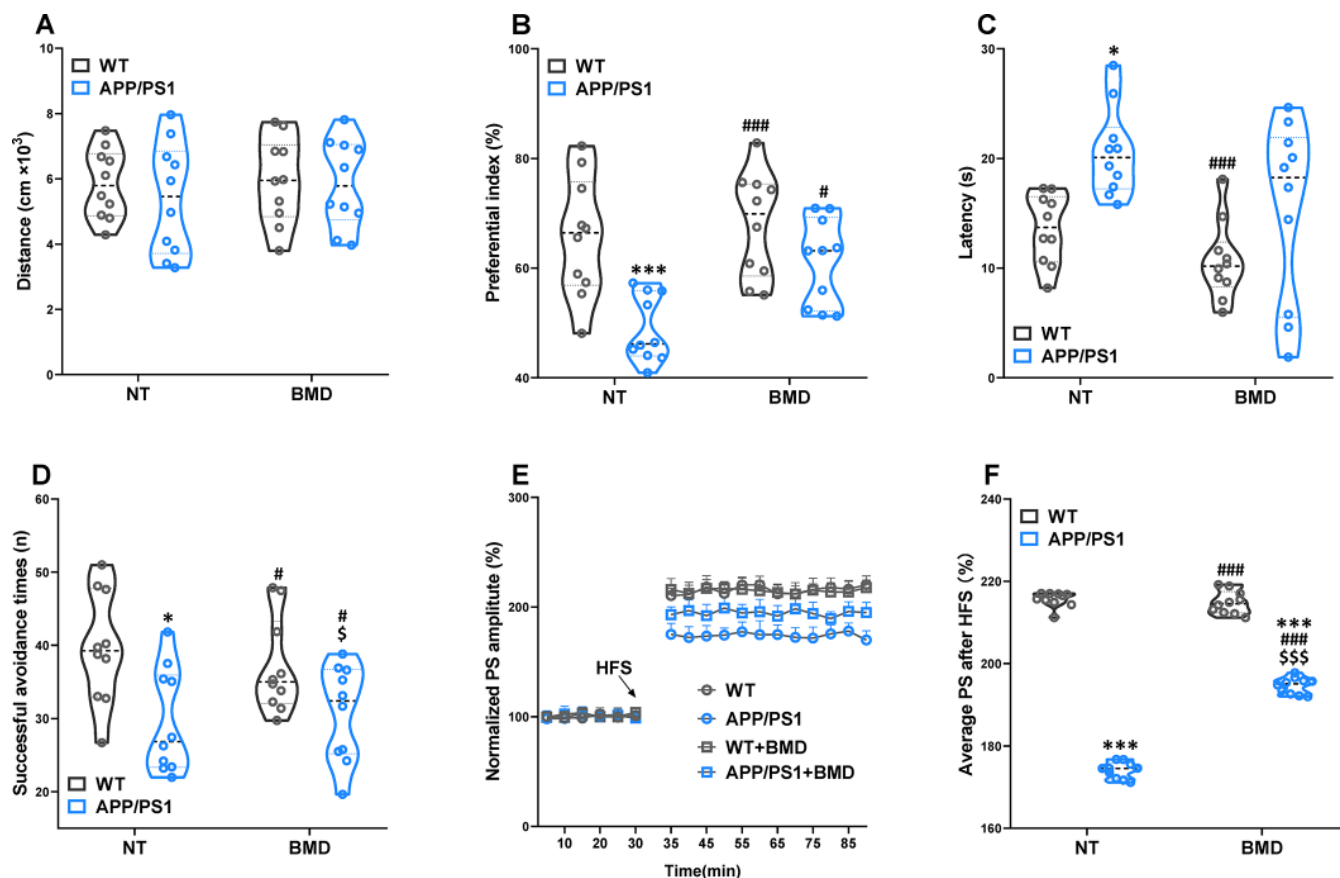 A
Distance (cm ×10³)
10
8
6
4
2
0
WT
APP/PS1
NT
BMD
B
Preferential index (%)
100
80
60
40
WT
APP/PS1
***
###
#
NT
BMD
C
Latency (s)
30
20
10
0
*
###
WT
APP/PS1
NT
BMD
D
Successful avoidance times (n)
60
50
40
30
20
*
#
#
$
WT
APP/PS1
NT
BMD
E
Normalized PS amplitute (%)
300
200
100
0
HFS
WT
APP/PS1
WT+BMD
APP/PS1+BMD
10 20 30 35 45 55 65 75 85
Time(min)
F
Average PS after HFS (%)
240
220
200
180
160
WT
APP/PS1
***
###
***
###
$$$
NT
BMD